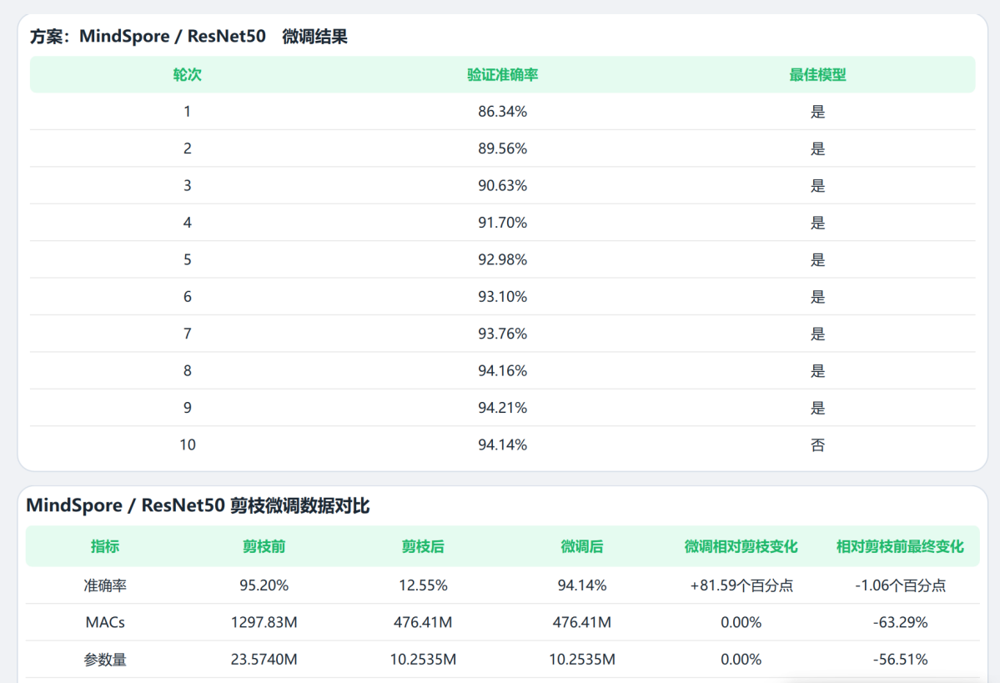 方案：MindSpore / ResNet50 微调结果
轮次 验证准确率 最佳模型
1 86.34% 是
2 89.56% 是
3 90.63% 是
4 91.70% 是
5 92.98% 是
6 93.10% 是
7 93.76% 是
8 94.16% 是
9 94.21% 是
10 94.14% 否
MindSpore / ResNet50 剪枝微调数据对比
指标 剪枝前 剪枝后 微调后 微调相对剪枝变化 相对剪枝前最终变化
准确率 95.20% 12.55% 94.14% +81.59个百分点 -1.06个百分点
MACs 1297.83M 476.41M 476.41M 0.00% -63.29%
参数量 23.5740M 10.2535M 10.2535M 0.00% -56.51%